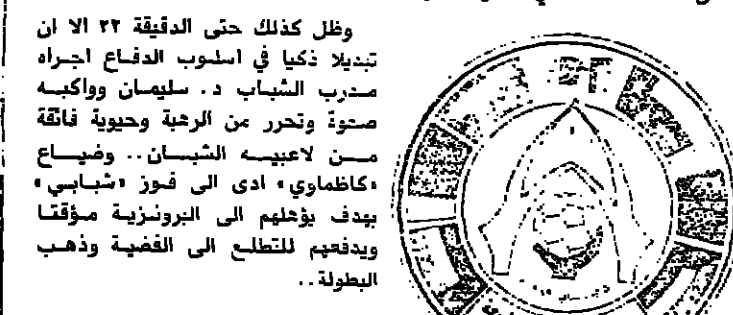 وظل كذلك حتى الدقيقة ٢٢ الا ان
تبديلا ذكيا في اسلوب الدفاع اجراه
مدرب الشباب د. سليمان وواكبه
صحوة وتحرر من الرهبة وحيوية فائقة
من لاعبيه الشبان.. وضياع
«كاظماوي» ادى الى فوز «شبابي»
بهدف يؤهلهم الى البرونزية مؤقتا
ويدفعهم للتطلع الى الفضية وذهب
البطولة..